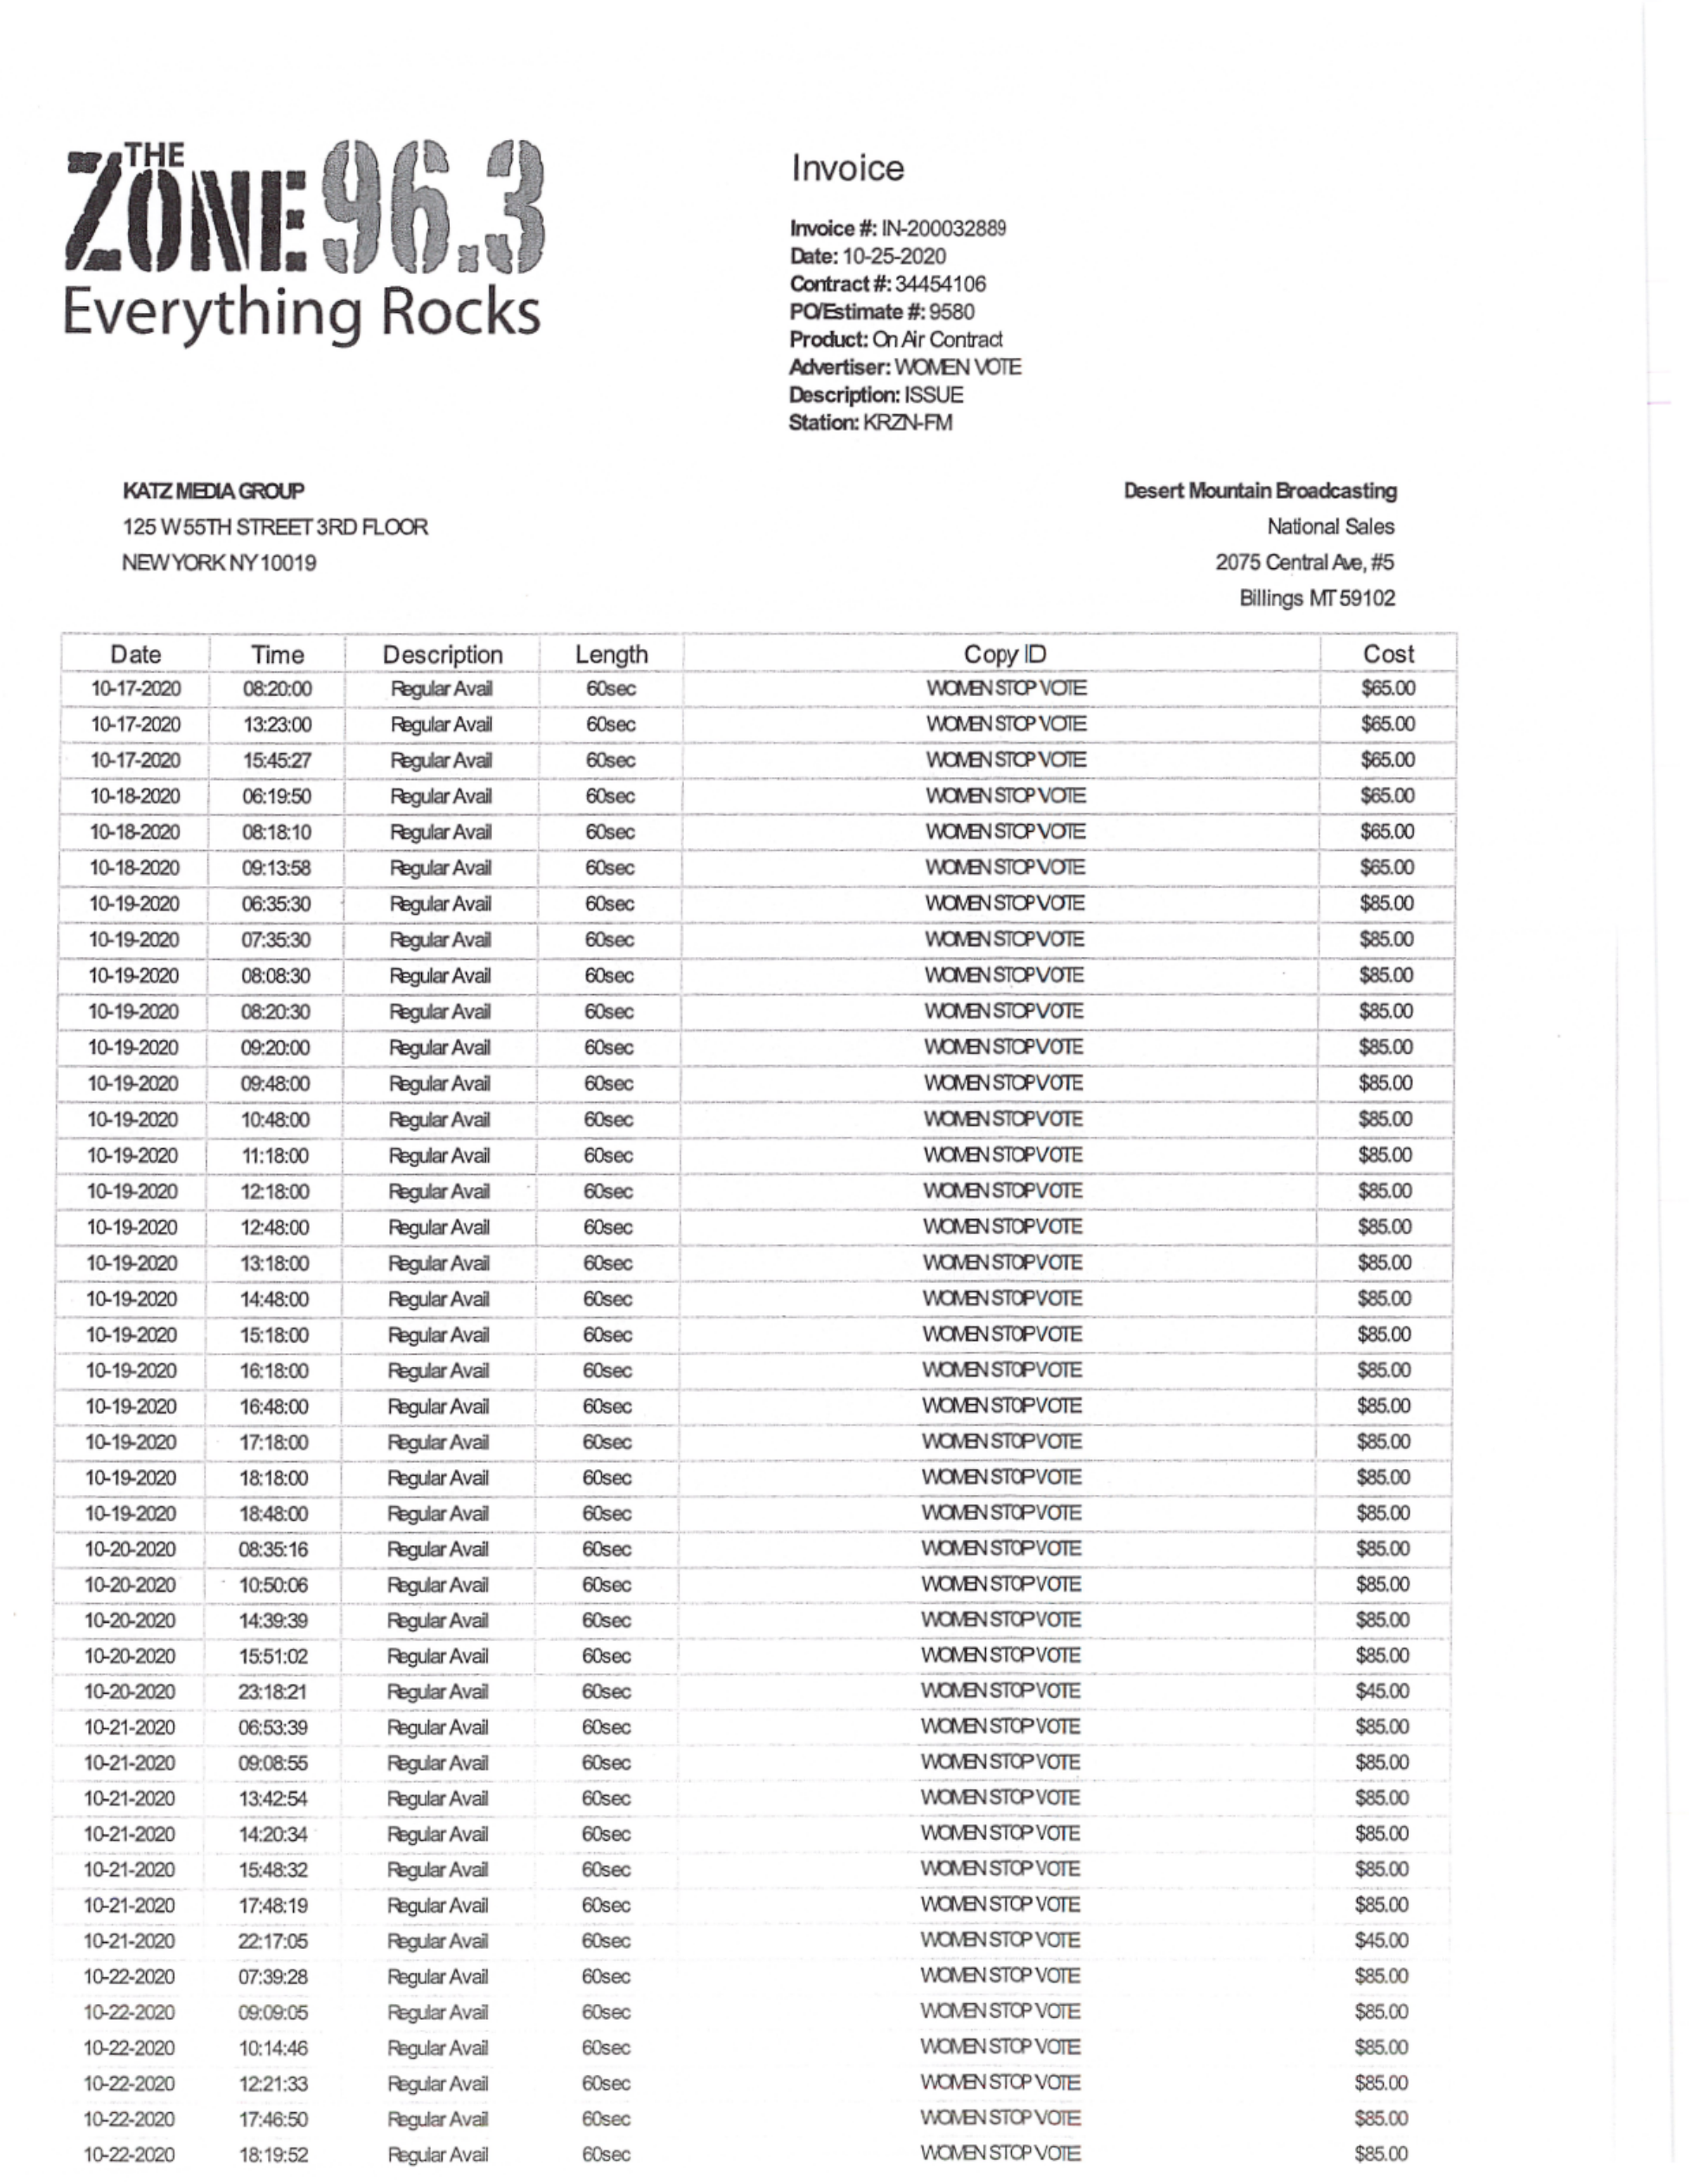 THE
ZONE 96.3
Everything Rocks
Invoice
Invoice #: IN-200032889
Date: 10-25-2020
Contract #: 34454106
PO/Estimate #: 9580
Product: On Air Contract
Advertiser: WOMEN VOTE
Description: ISSUE
Station: KRZN-FM
KATZ MEDIA GROUP
125 W 55TH STREET 3RD FLOOR
NEW YORK NY 10019
Desert Mountain Broadcasting
National Sales
2075 Central Ave, #5
Billings MT 59102
Date Time Description Length Copy ID Cost
10-17-2020 08:20:00 Regular Avail 60sec WOMEN STOP VOTE $65.00
10-17-2020 13:23:00 Regular Avail 60sec WOMEN STOP VOTE $65.00
10-17-2020 15:45:27 Regular Avail 60sec WOMEN STOP VOTE $65.00
10-18-2020 06:19:50 Regular Avail 60sec WOMEN STOP VOTE $65.00
10-18-2020 08:18:10 Regular Avail 60sec WOMEN STOP VOTE $65.00
10-18-2020 09:13:58 Regular Avail 60sec WOMEN STOP VOTE $65.00
10-19-2020 06:35:30 Regular Avail 60sec WOMEN STOP VOTE $85.00
10-19-2020 07:35:30 Regular Avail 60sec WOMEN STOP VOTE $85.00
10-19-2020 08:08:30 Regular Avail 60sec WOMEN STOP VOTE $85.00
10-19-2020 08:20:30 Regular Avail 60sec WOMEN STOP VOTE $85.00
10-19-2020 09:20:00 Regular Avail 60sec WOMEN STOP VOTE $85.00
10-19-2020 09:48:00 Regular Avail 60sec WOMEN STOP VOTE $85.00
10-19-2020 10:48:00 Regular Avail 60sec WOMEN STOP VOTE $85.00
10-19-2020 11:18:00 Regular Avail 60sec WOMEN STOP VOTE $85.00
10-19-2020 12:18:00 Regular Avail 60sec WOMEN STOP VOTE $85.00
10-19-2020 12:48:00 Regular Avail 60sec WOMEN STOP VOTE $85.00
10-19-2020 13:18:00 Regular Avail 60sec WOMEN STOP VOTE $85.00
10-19-2020 14:48:00 Regular Avail 60sec WOMEN STOP VOTE $85.00
10-19-2020 15:18:00 Regular Avail 60sec WOMEN STOP VOTE $85.00
10-19-2020 16:18:00 Regular Avail 60sec WOMEN STOP VOTE $85.00
10-19-2020 16:48:00 Regular Avail 60sec WOMEN STOP VOTE $85.00
10-19-2020 17:18:00 Regular Avail 60sec WOMEN STOP VOTE $85.00
10-19-2020 18:18:00 Regular Avail 60sec WOMEN STOP VOTE $85.00
10-19-2020 18:48:00 Regular Avail 60sec WOMEN STOP VOTE $85.00
10-20-2020 08:35:16 Regular Avail 60sec WOMEN STOP VOTE $85.00
10-20-2020 10:50:06 Regular Avail 60sec WOMEN STOP VOTE $85.00
10-20-2020 14:39:39 Regular Avail 60sec WOMEN STOP VOTE $85.00
10-20-2020 15:51:02 Regular Avail 60sec WOMEN STOP VOTE $85.00
10-20-2020 23:18:21 Regular Avail 60sec WOMEN STOP VOTE $45.00
10-21-2020 06:53:39 Regular Avail 60sec WOMEN STOP VOTE $85.00
10-21-2020 09:08:55 Regular Avail 60sec WOMEN STOP VOTE $85.00
10-21-2020 13:42:54 Regular Avail 60sec WOMEN STOP VOTE $85.00
10-21-2020 14:20:34 Regular Avail 60sec WOMEN STOP VOTE $85.00
10-21-2020 15:48:32 Regular Avail 60sec WOMEN STOP VOTE $85.00
10-21-2020 17:48:19 Regular Avail 60sec WOMEN STOP VOTE $85.00
10-21-2020 22:17:05 Regular Avail 60sec WOMEN STOP VOTE $45.00
10-22-2020 07:39:28 Regular Avail 60sec WOMEN STOP VOTE $85.00
10-22-2020 09:09:05 Regular Avail 60sec WOMEN STOP VOTE $85.00
10-22-2020 10:14:46 Regular Avail 60sec WOMEN STOP VOTE $85.00
10-22-2020 12:21:33 Regular Avail 60sec WOMEN STOP VOTE $85.00
10-22-2020 17:46:50 Regular Avail 60sec WOMEN STOP VOTE $85.00
10-22-2020 18:19:52 Regular Avail 60sec WOMEN STOP VOTE $85.00